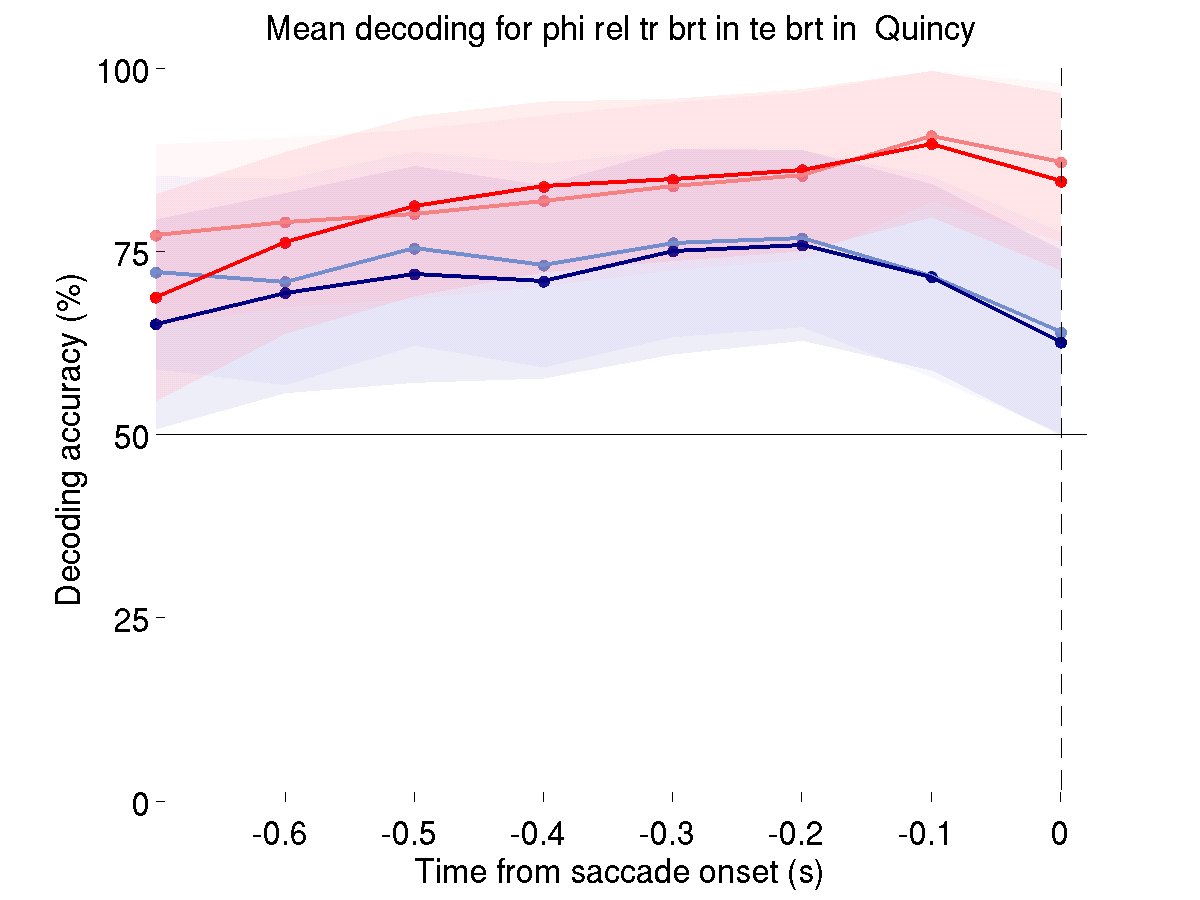 Mean decoding for phi rel tr brt in te brt in  Quincy
100
75
50
25
0
Decoding accuracy (%)
-0.6 -0.5 -0.4 -0.3 -0.2 -0.1 0
Time from saccade onset (s)